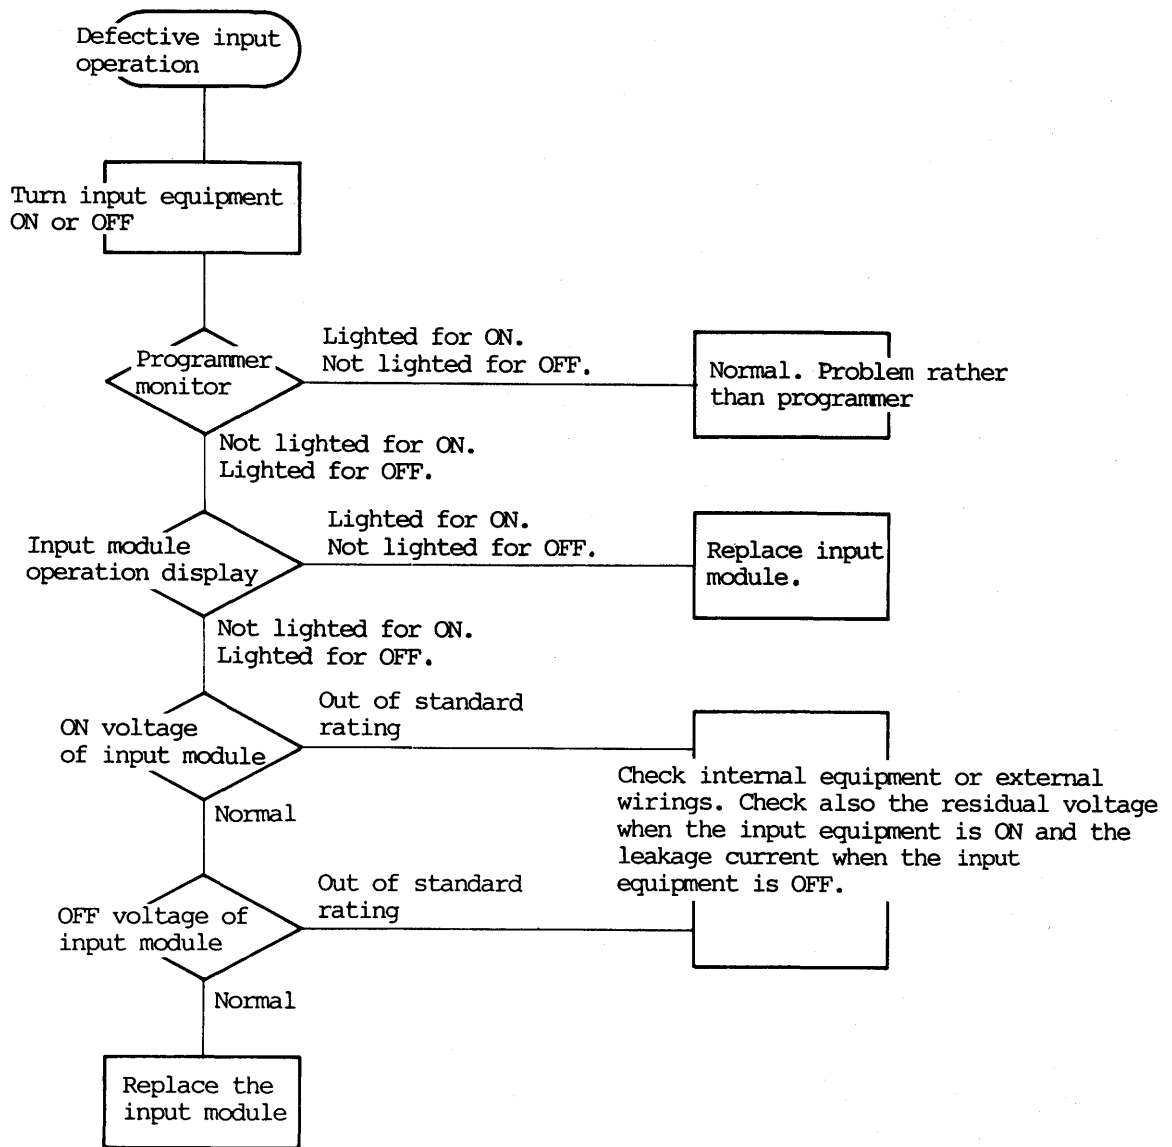 Defective input
operation
Turn input equipment
ON or OFF
Programmer
monitor
Lighted for ON.
Not lighted for OFF.
Normal. Problem rather
than programmer
Not lighted for ON.
Lighted for OFF.
Input module
operation display
Lighted for ON.
Not lighted for OFF.
Replace input
module.
Not lighted for ON.
Lighted for OFF.
ON voltage
of input module
Out of standard
rating
Check internal equipment or external
wirings. Check also the residual voltage
when the input equipment is ON and the
leakage current when the input
equipment is OFF.
Normal
OFF voltage of
input module
Out of standard
rating
Normal
Replace the
input module